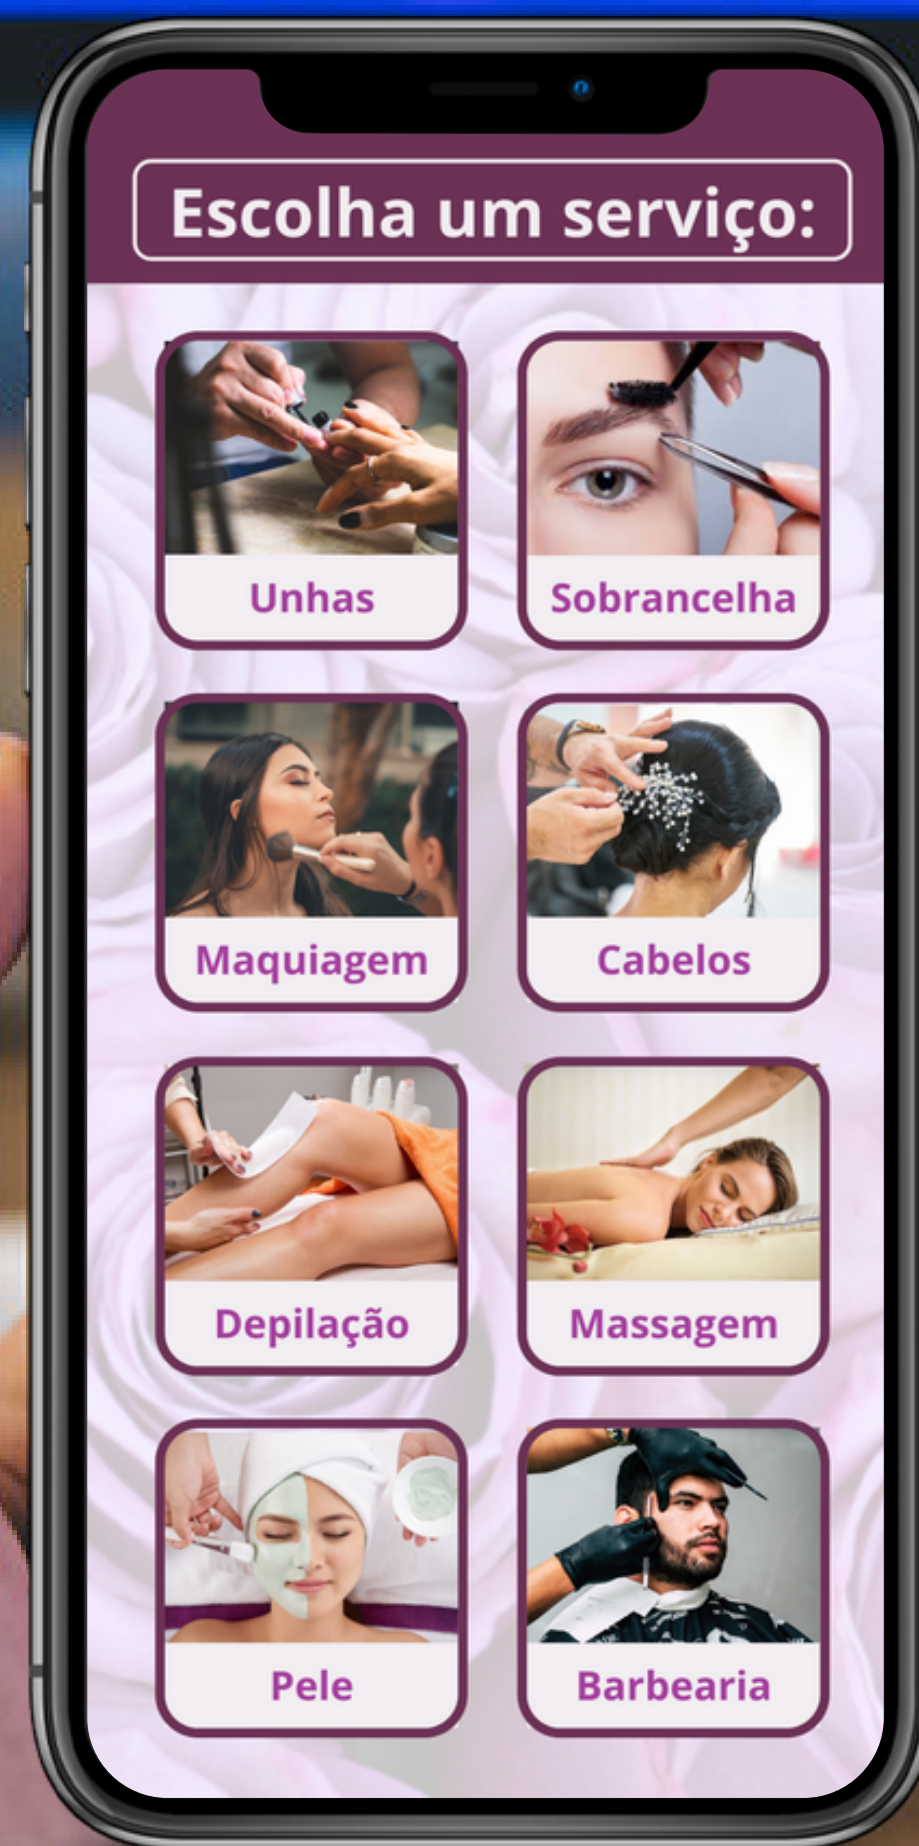 Escolha um serviço:
Unhas
Sobrancelha
Maquiagem
Cabelos
Depilação
Massagem
Pele
Barbearia